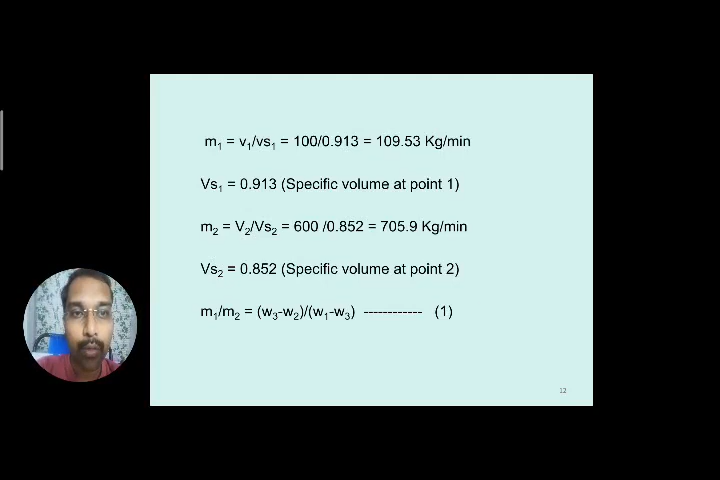 m₁ = v₁/vs₁ = 100/0.913 = 109.53 Kg/min
Vs₁ = 0.913 (Specific volume at point 1)
m₂ = V₂/Vs₂ = 600 /0.852 = 705.9 Kg/min
Vs₂ = 0.852 (Specific volume at point 2)
m₁/m₂ = (w₃-w₂)/(w₁-w₃) ------------ (1)
12